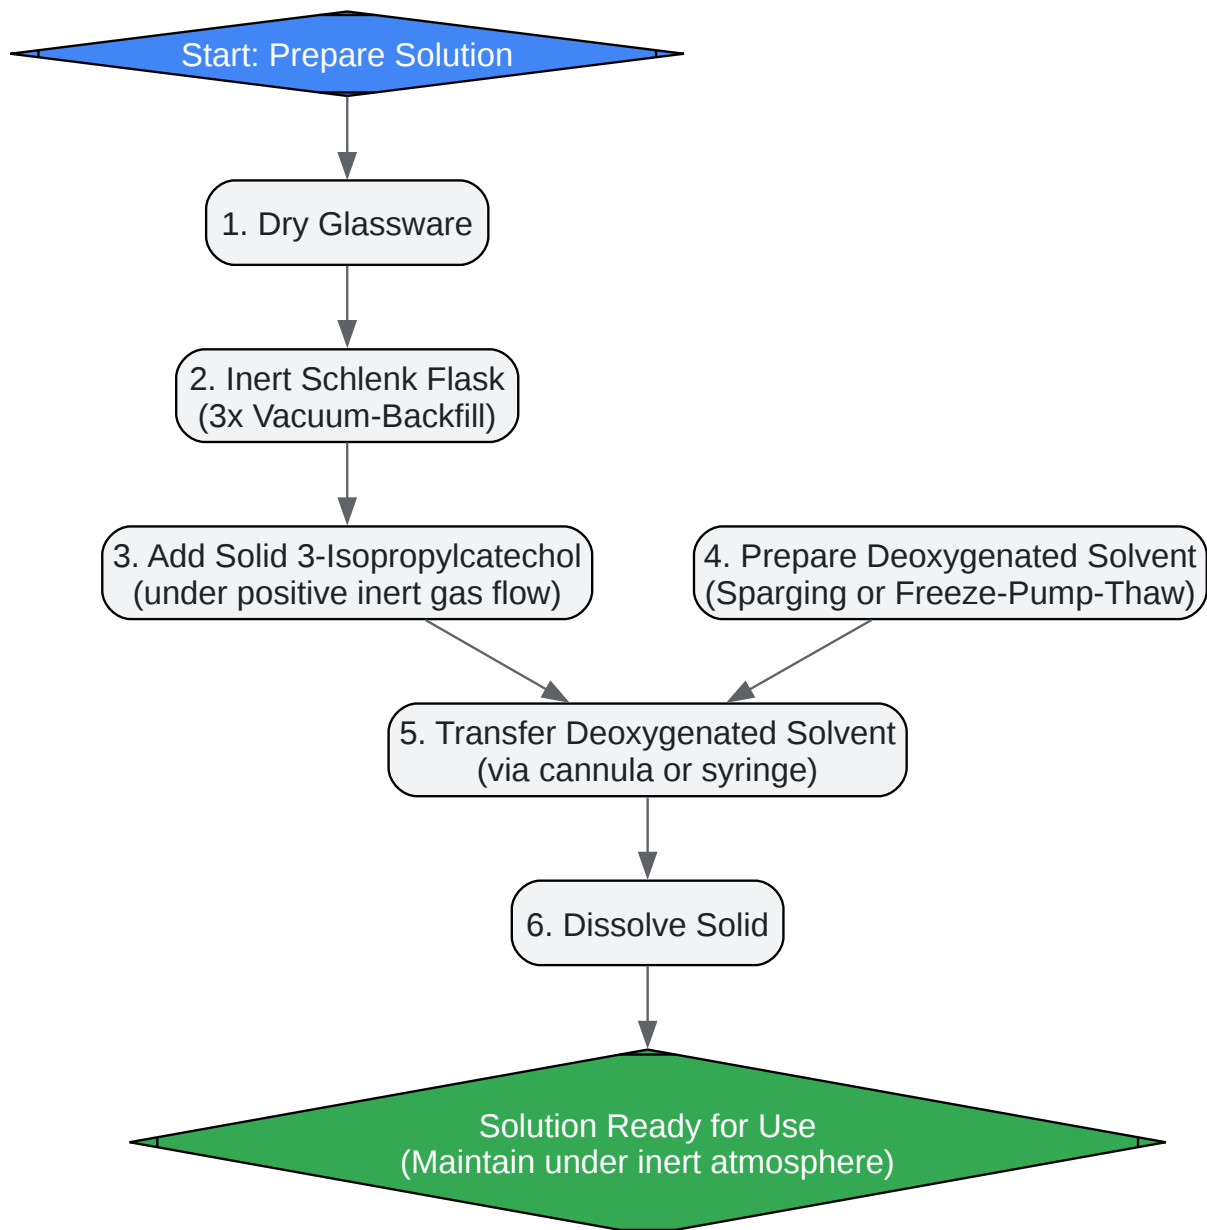 Start: Prepare Solution
1. Dry Glassware
2. Inert Schlenk Flask
(3x Vacuum-Backfill)
3. Add Solid 3-Isopropylcatechol
(under positive inert gas flow)
4. Prepare Deoxygenated Solvent
(Sparging or Freeze-Pump-Thaw)
5. Transfer Deoxygenated Solvent
(via cannula or syringe)
6. Dissolve Solid
Solution Ready for Use
(Maintain under inert atmosphere)